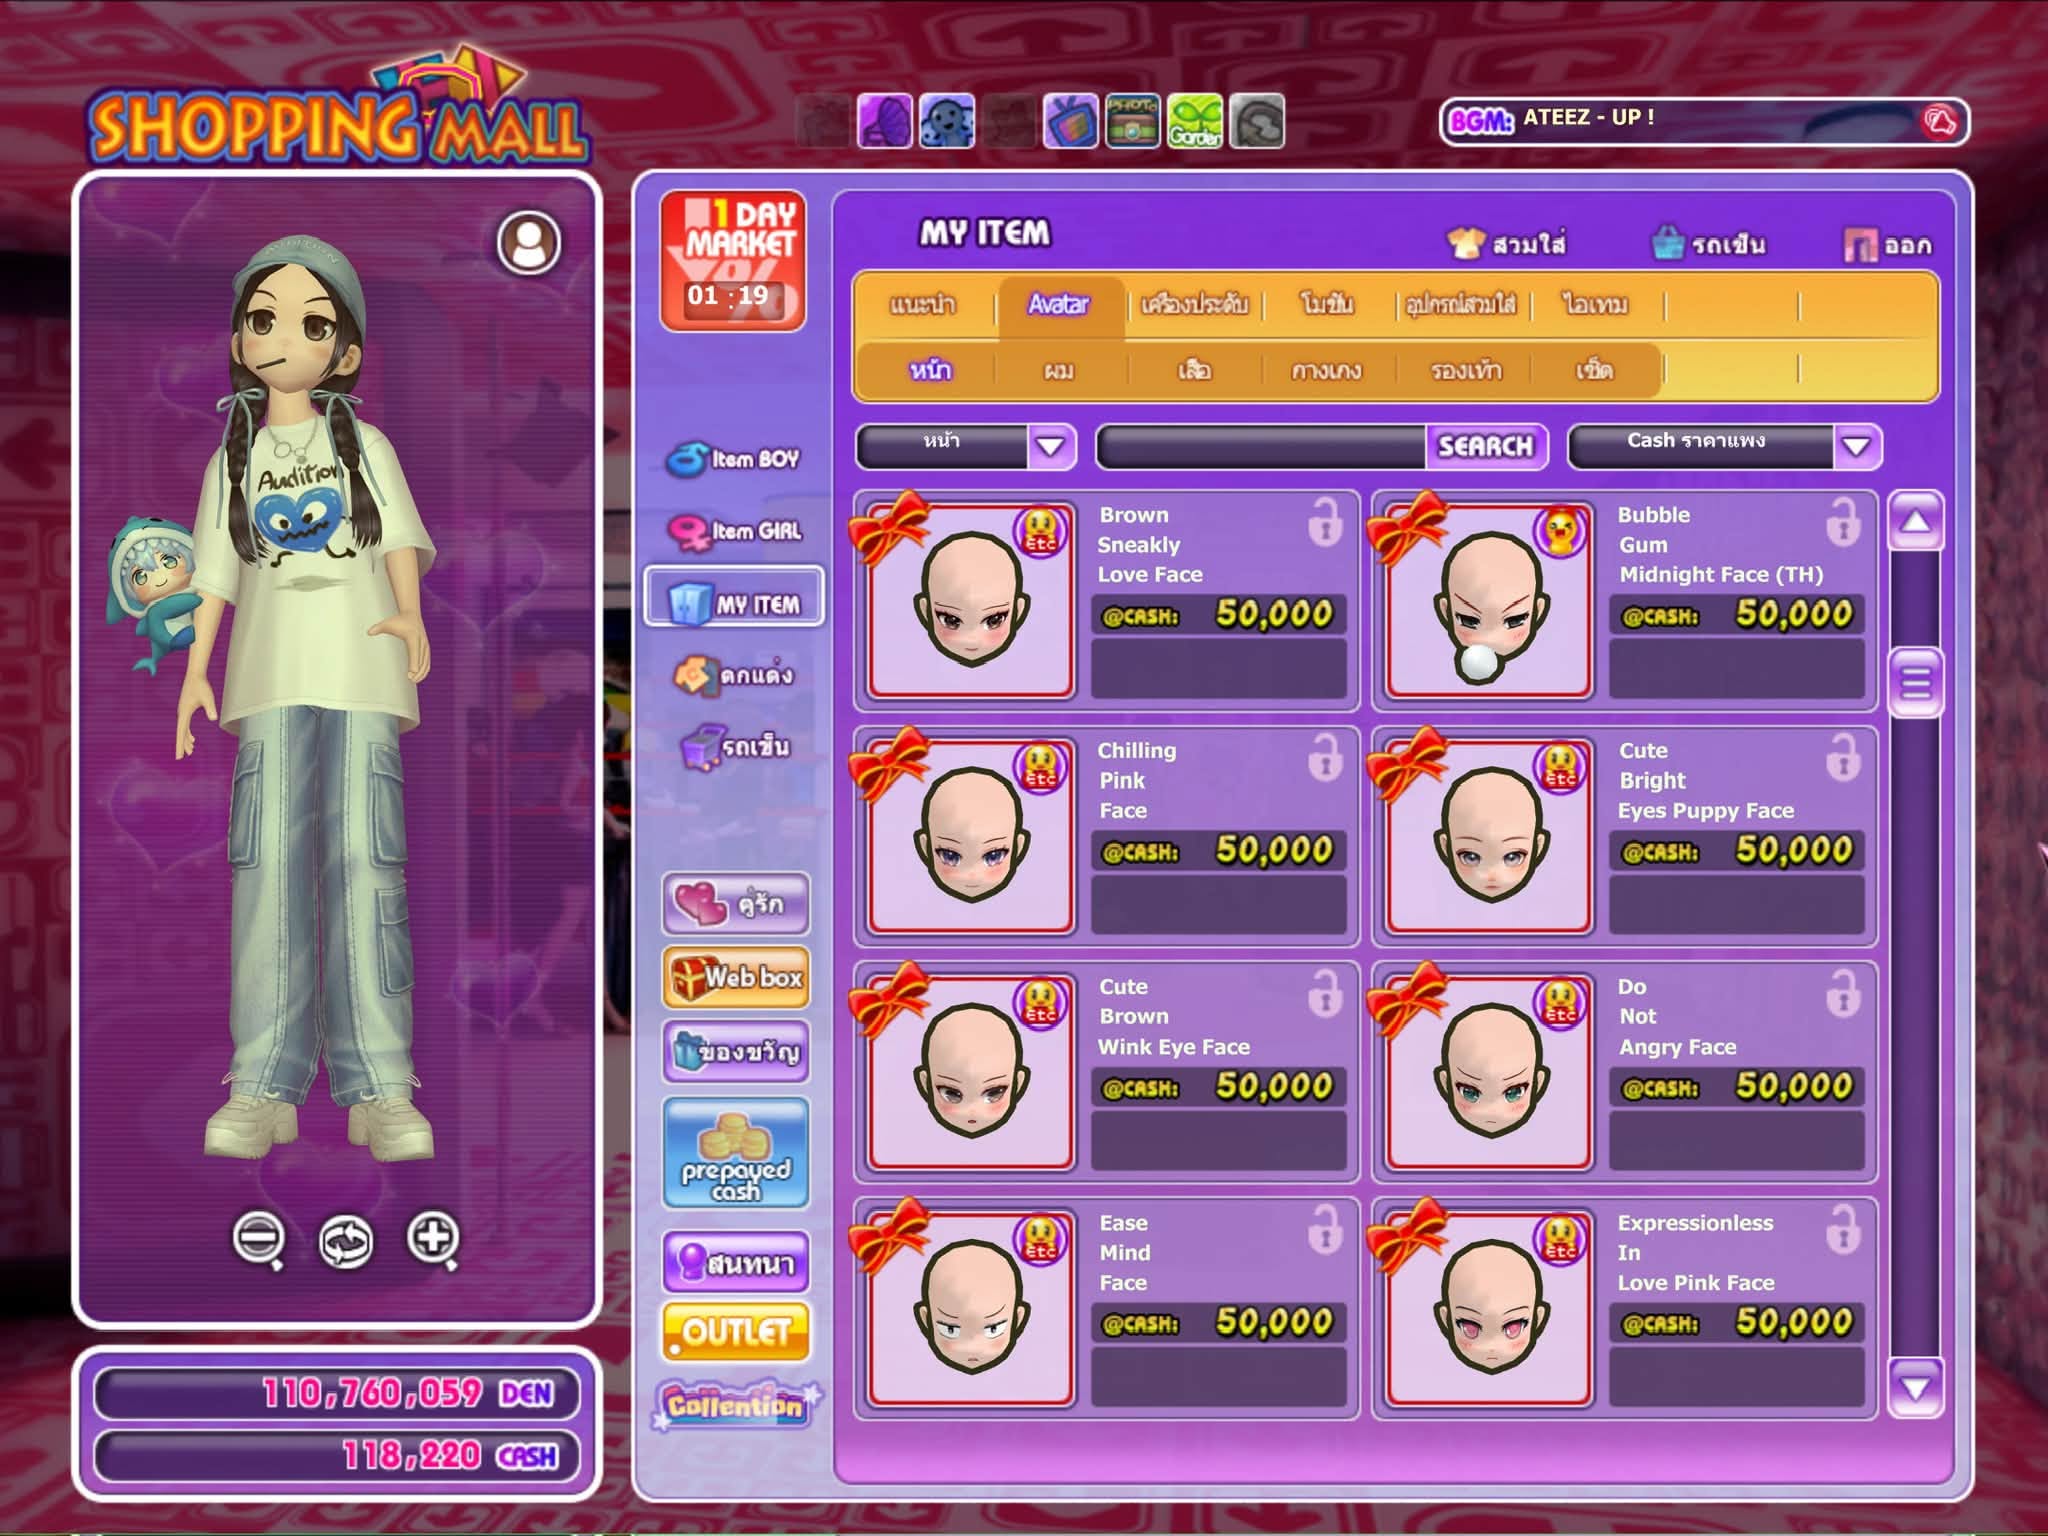 SHOPPING MALL
PHOTO
Garden
BGM: ATEEZ - UP !
1 DAY
MARKET
01 : 19
MY ITEM
สวมใส่
รถเข็น
ออก
แนะนำ
Avatar
เครื่องประดับ
โมชัน
อุปกรณ์สวมใส่
ไอเทม
หน้า
ผม
เสื้อ
กางเกง
รองเท้า
เซ็ต
หน้า
SEARCH
Cash ราคาแพง
Audition
Item BOY
Item GIRL
MY ITEM
ตกแต่ง
รถเข็น
คู่รัก
Web box
ของขวัญ
prepayed
cash
สนทนา
OUTLET
Collention
Etc
Brown
Sneakly
Love Face
@CASH: 50,000
Bubble
Gum
Midnight Face (TH)
@CASH: 50,000
Etc
Chilling
Pink
Face
@CASH: 50,000
Etc
Cute
Bright
Eyes Puppy Face
@CASH: 50,000
Etc
Cute
Brown
Wink Eye Face
@CASH: 50,000
Etc
Do
Not
Angry Face
@CASH: 50,000
Etc
Ease
Mind
Face
@CASH: 50,000
Etc
Expressionless
In
Love Pink Face
@CASH: 50,000
110,760,059 DEN
118,220 CASH